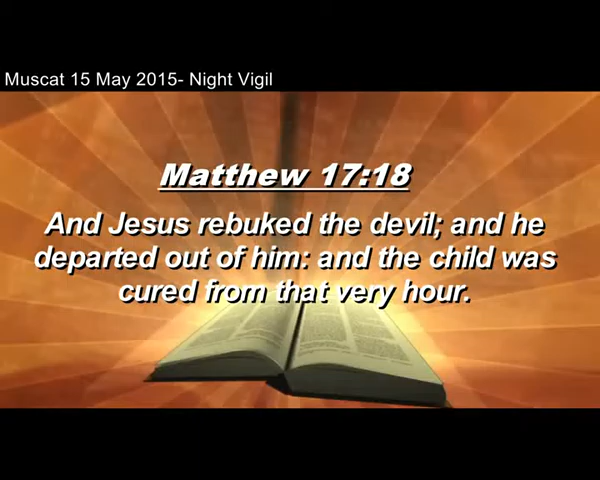 Muscat 15 May 2015- Night Vigil
Matthew 17:18
And Jesus rebuked the devil; and he
departed out of him: and the child was
cured from that very hour.